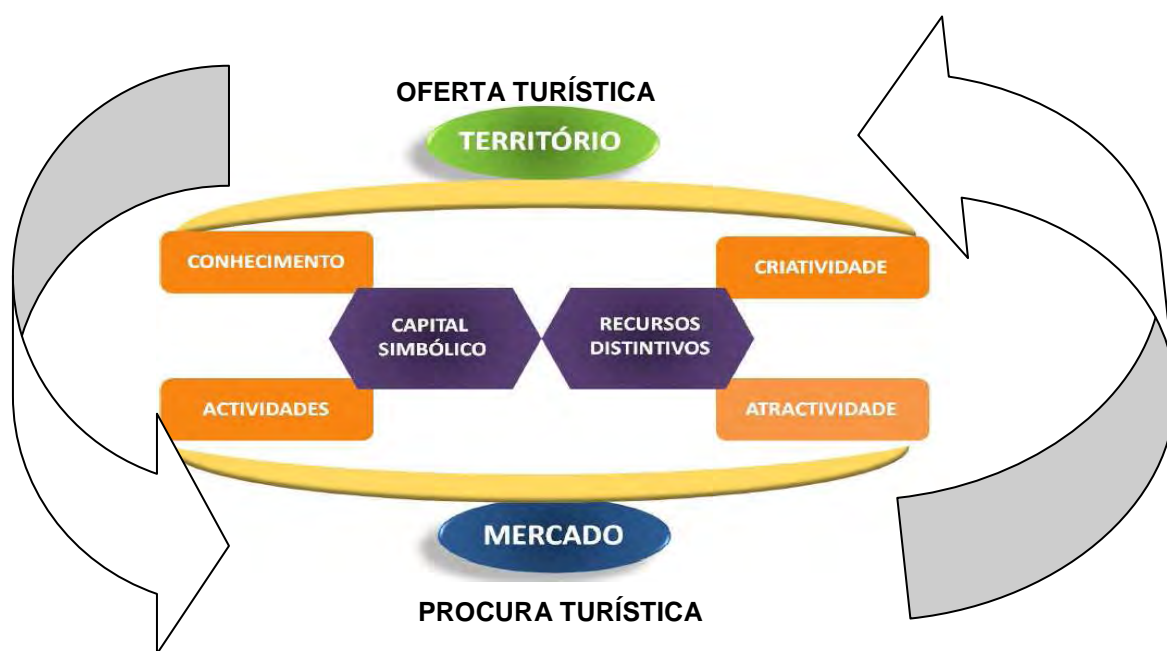 OFERTA TURÍSTICA
TERRITÓRIO
CONHECIMENTO
CRIATIVIDADE
CAPITAL
SIMBÓLICO
RECURSOS
DISTINTIVOS
ACTIVIDADES
ATRACTIVIDADE
MERCADO
PROCURA TURÍSTICA